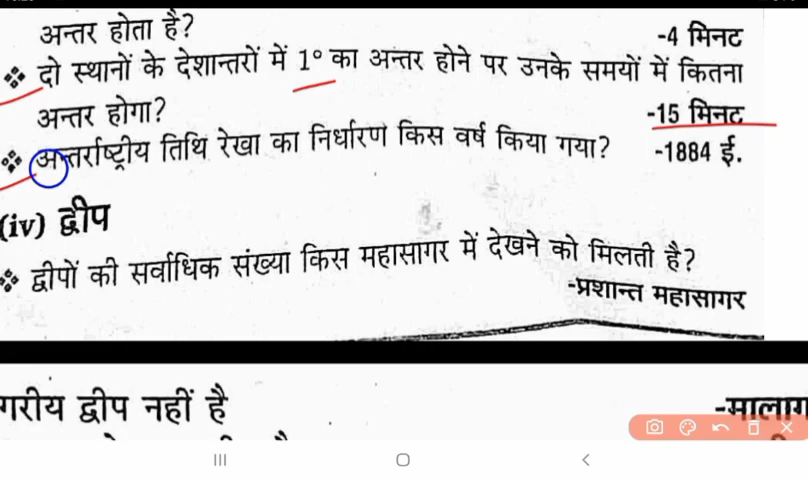 अन्तर होता है? -4 मिनट
दो स्थानों के देशान्तरों में 1° का अन्तर होने पर उनके समयों में कितना
अन्तर होगा? -15 मिनट
अन्तर्राष्ट्रीय तिथि रेखा का निर्धारण किस वर्ष किया गया? -1884 ई.
(iv) द्वीप
द्वीपों की सर्वाधिक संख्या किस महासागर में देखने को मिलती है?
-प्रशान्त महासागर
गरीय द्वीप नहीं है